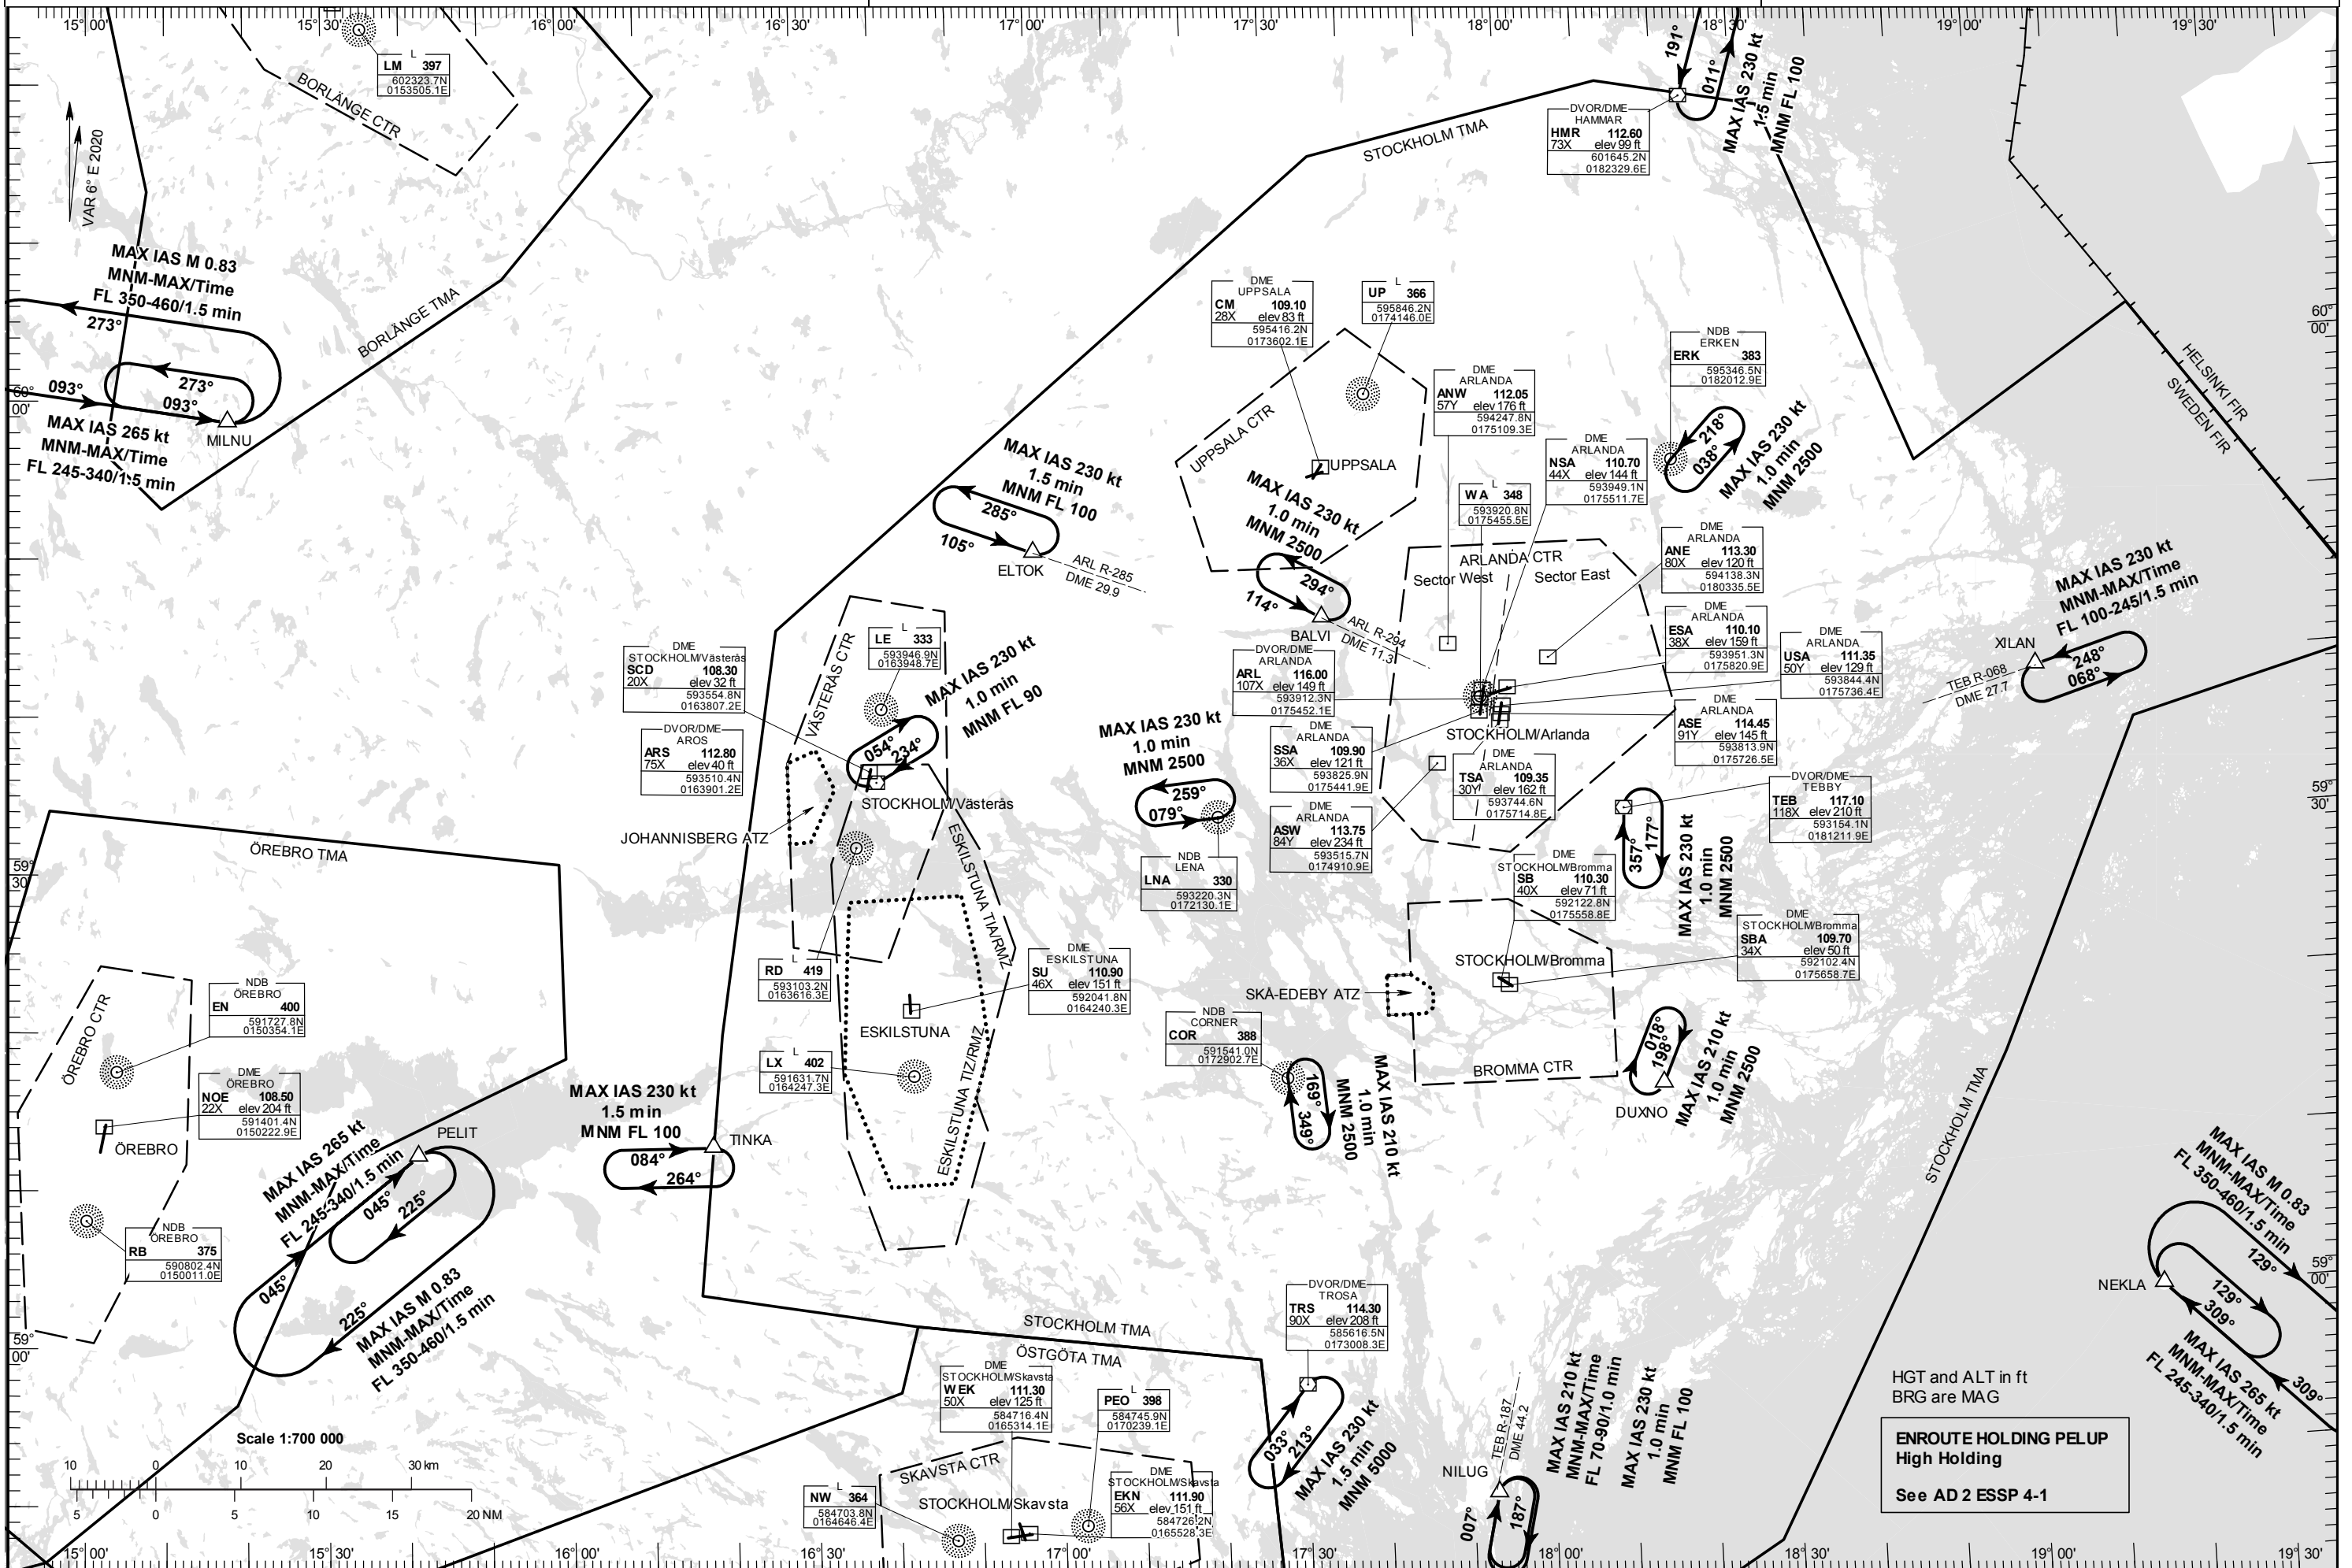 15° 00'
15° 30'
16° 00'
16° 30'
17° 00'
17° 30'
18° 00'
18° 30'
19° 00'
19° 30'
L
LM 397
602323.7N
0153505.1E
BORLÄNGE CTR
VAR 6° E 2020
MAX IAS M 0.83
MNM-MAX/Time
FL 350-460/1.5 min
273°
273°
093°
093°
60°
00'
MILNU
MAX IAS 265 kt
MNM-MAX/Time
FL 245-340/1.5 min
BORLÄNGE TMA
STOCKHOLM TMA
191°
011°
MAX IAS 230 kt
1.5 min
MNM FL 100
DVOR/DME
HAMMAR
HMR 112.60
73X elev 99 ft
601645.2N
0182329.6E
DME
UPPSALA
CM 109.10
28X elev 83 ft
595416.2N
0173602.1E
L
UP 366
595846.2N
0174146.0E
NDB
ERKEN
ERK 383
595346.5N
0182012.9E
218°
038°
MAX IAS 230 kt
1.0 min
MNM 2500
60°
00'
HELSINKI FIR
SWEDEN FIR
UPPSALA CTR
UPPSALA
DME
ARLANDA
ANW 112.05
57Y elev 176 ft
594247.8N
0175109.3E
DME
ARLANDA
NSA 110.70
44X elev 144 ft
593949.1N
0175511.7E
L
WA 348
593920.8N
0175455.5E
MAX IAS 230 kt
1.5 min
MNM FL 100
285°
105°
ELTOK
ARL R-285
DME 29.9
MAX IAS 230 kt
1.0 min
MNM 2500
294°
114°
BALVI
ARL R-294
DME 11.3
ARLANDA CTR
Sector West
Sector East
DME
ARLANDA
ANE 113.30
80X elev 120 ft
594138.3N
0180335.5E
DME
ARLANDA
ESA 110.10
38X elev 159 ft
593951.3N
0175820.9E
DME
ARLANDA
USA 111.35
50Y elev 129 ft
593844.4N
0175736.4E
MAX IAS 230 kt
MNM-MAX/Time
FL 100-245/1.5 min
XILAN
248°
068°
TEB R-068
DME 27.7
DME
STOCKHOLM/Västerås
SCD 108.30
20X elev 32 ft
593554.8N
0163807.2E
DVOR/DME
AROS
ARS 112.80
75X elev 40 ft
593510.4N
0163901.2E
VÄSTERÅS CTR
L
LE 333
593946.9N
0163948.7E
MAX IAS 230 kt
1.0 min
MNM FL 90
054°
234°
STOCKHOLM/Västerås
JOHANNISBERG ATZ
DVOR/DME
ARLANDA
ARL 116.00
107X elev 149 ft
593912.3N
0175452.1E
STOCKHOLM/Arlanda
DME
ARLANDA
ASE 114.45
91Y elev 145 ft
593813.9N
0175726.5E
DME
ARLANDA
SSA 109.90
36X elev 121 ft
593825.9N
0175441.9E
DME
ARLANDA
TSA 109.35
30Y elev 162 ft
593744.6N
0175714.8E
DME
ARLANDA
ASW 113.75
84Y elev 234 ft
593515.7N
0174910.9E
MAX IAS 230 kt
1.0 min
MNM 2500
259°
079°
NDB
LENA
LNA 330
593220.3N
0172130.1E
DVOR/DME
TEBBY
TEB 117.10
118X elev 210 ft
593154.1N
0181211.9E
357°
177°
MAX IAS 230 kt
1.0 min
MNM 2500
59°
30'
ÖREBRO TMA
59°
30'
ESKILSTUNA TIA/RMZ
DME
STOCKHOLM/Bromma
SB 110.30
40X elev 71 ft
592122.8N
0175558.8E
DME
STOCKHOLM/Bromma
SBA 109.70
34X elev 50 ft
592102.4N
0175658.7E
STOCKHOLM/Bromma
SKÅ-EDEBY ATZ
BROMMA CTR
L
RD 419
593103.2N
0163616.3E
DME
ESKILSTUNA
SU 110.90
46X elev 151 ft
592041.8N
0164240.3E
ESKILSTUNA
L
LX 402
591631.7N
0164247.3E
ESKILSTUNA TIZ/RMZ
NDB
CORNER
COR 388
591541.0N
0172902.7E
169°
349°
MAX IAS 210 kt
1.0 min
MNM 2500
018°
198°
DUXNO
MAX IAS 210 kt
1.0 min
MNM 2500
STOCKHOLM TMA
ÖREBRO CTR
NDB
ÖREBRO
EN 400
591727.8N
0150354.1E
DME
ÖREBRO
NOE 108.50
22X elev 204 ft
591401.4N
0150222.9E
ÖREBRO
NDB
ÖREBRO
RB 375
590802.4N
0150011.0E
MAX IAS 265 kt
MNM-MAX/Time
FL 245-340/1.5 min
PELIT
045°
225°
045°
225°
MAX IAS M 0.83
MNM-MAX/Time
FL 350-460/1.5 min
MAX IAS 230 kt
1.5 min
MNM FL 100
084°
264°
TINKA
MAX IAS M 0.83
MNM-MAX/Time
FL 350-460/1.5 min
129°
NEKLA
129°
309°
309°
MAX IAS 265 kt
MNM-MAX/Time
FL 245-340/1.5 min
59°
00'
59°
00'
STOCKHOLM TMA
ÖSTGÖTA TMA
DVOR/DME
TROSA
TRS 114.30
90X elev 208 ft
585616.5N
0173008.3E
033°
213°
MAX IAS 230 kt
1.5 min
MNM 5000
DME
STOCKHOLM/Skavsta
WEK 111.30
50X elev 125 ft
584716.4N
0165314.1E
L
PEO 398
584745.9N
0170239.1E
SKAVSTA CTR
STOCKHOLM/Skavsta
L
NW 364
584703.8N
0164646.4E
DME
STOCKHOLM/Skavsta
EKN 111.90
56X elev 151 ft
584726.2N
0165528.3E
TEB R-187
DME 44.2
NILUG
007°
187°
MAX IAS 210 kt
MNM-MAX/Time
FL 70-90/1.0 min
MAX IAS 230 kt
1.0 min
MNM FL 100
HGT and ALT in ft
BRG are MAG
ENROUTE HOLDING PELUP
High Holding
See AD 2 ESSP 4-1
Scale 1:700 000
10 0 10 20 30 km
5 0 5 10 15 20 NM
15° 00'
15° 30'
16° 00'
16° 30'
17° 00'
17° 30'
18° 00'
18° 30'
19° 00'
19° 30'